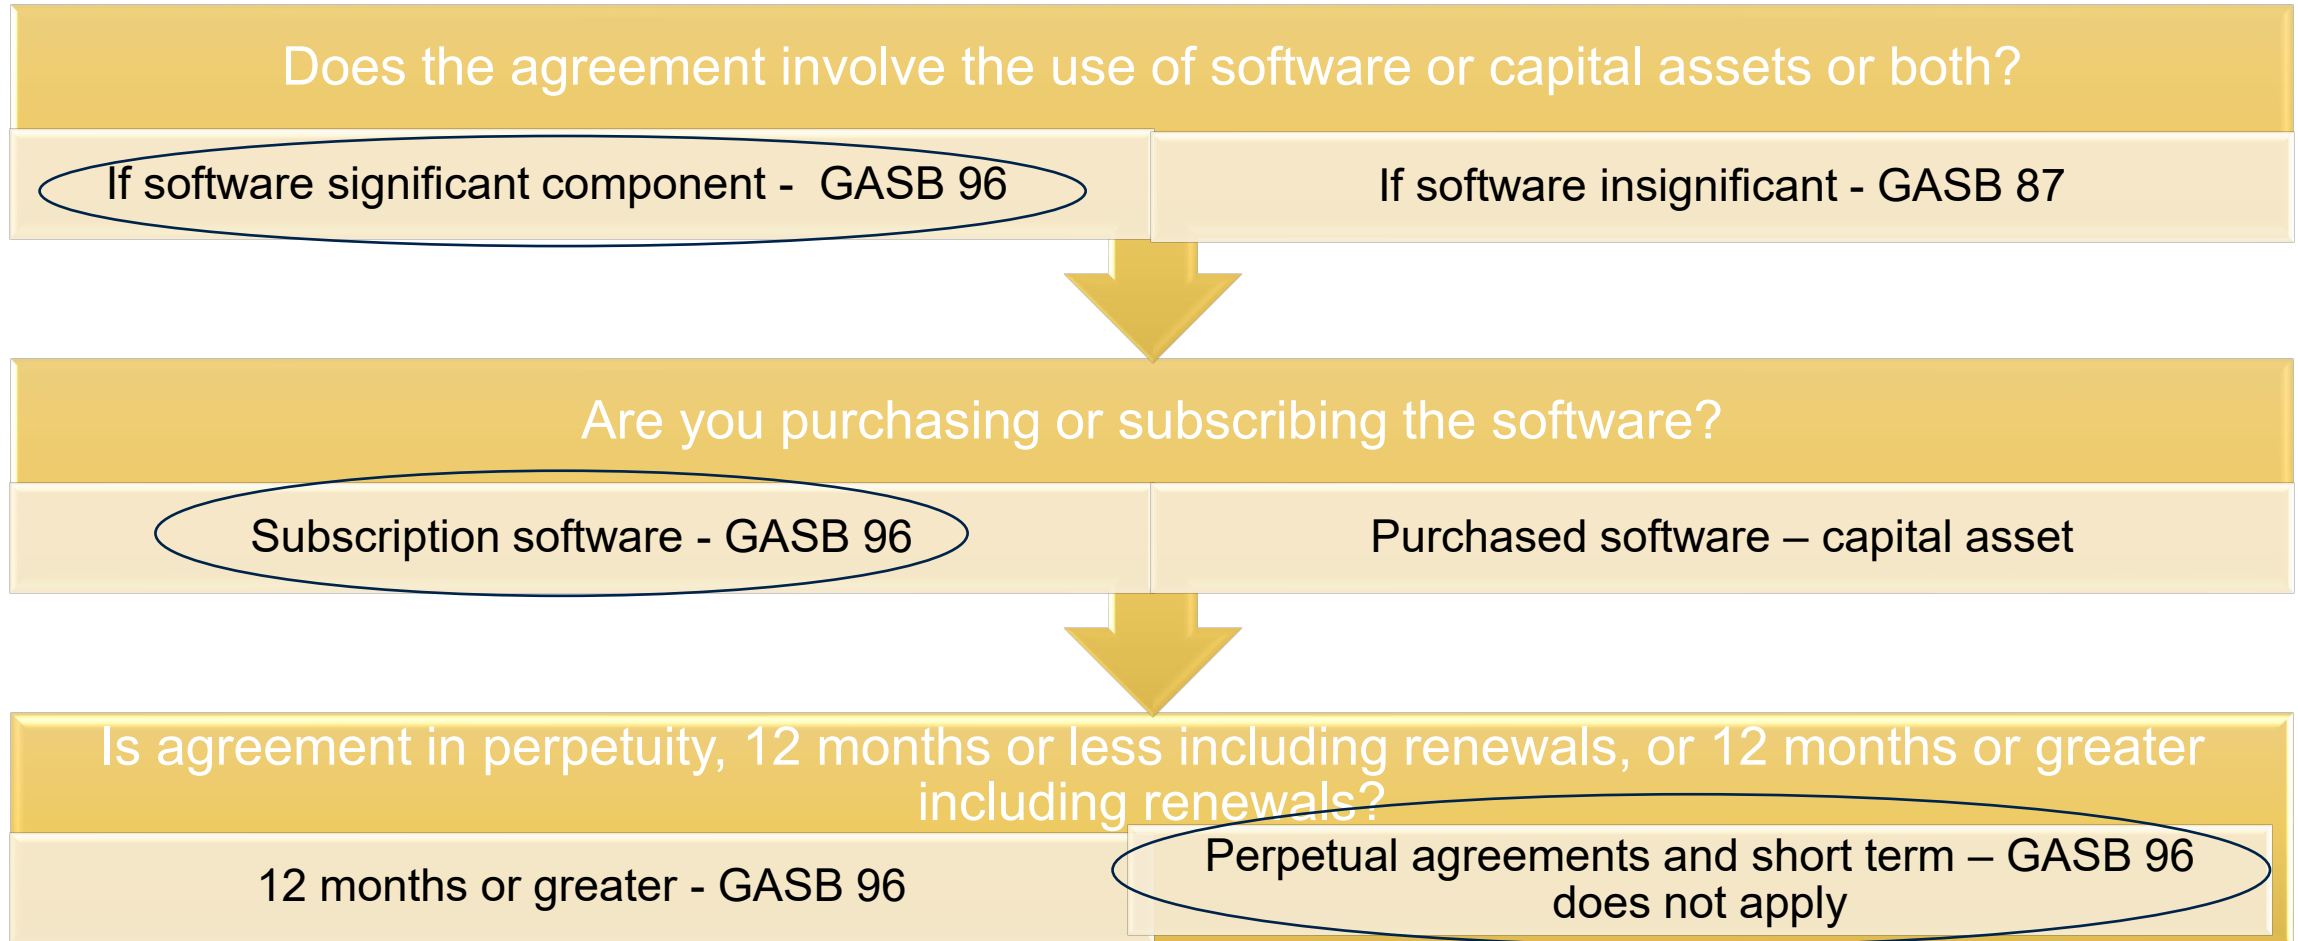 Does the agreement involve the use of software or capital assets or both?
If software significant component -  GASB 96
If software insignificant - GASB 87
Are you purchasing or subscribing the software?
Subscription software - GASB 96
Purchased software – capital asset
Is agreement in perpetuity, 12 months or less including renewals, or 12 months or greater
including renewals?
12 months or greater - GASB 96
Perpetual agreements and short term – GASB 96
does not apply